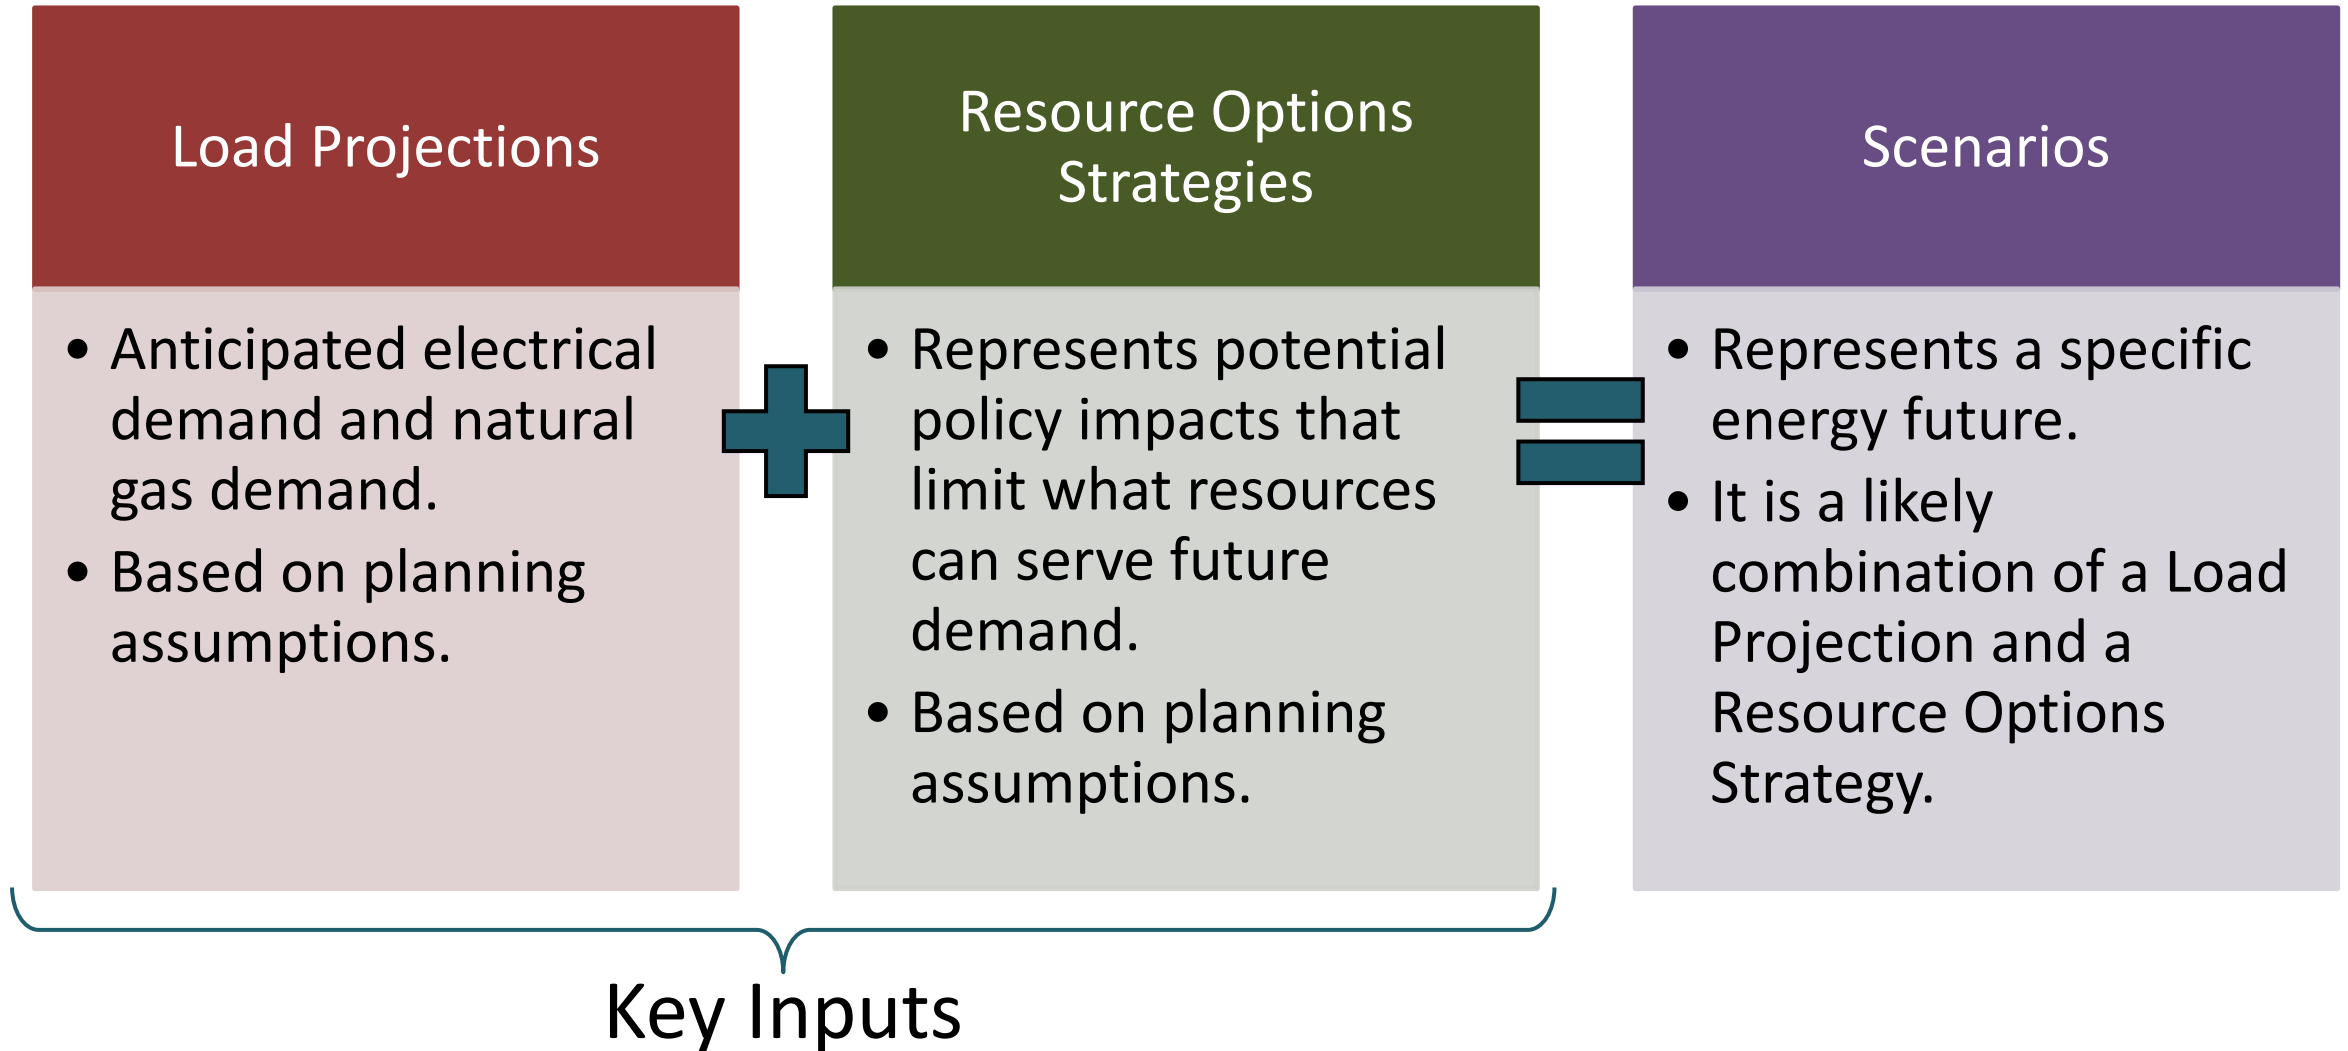 Load Projections
• Anticipated electrical
demand and natural
gas demand.
• Based on planning
assumptions.
Resource Options
Strategies
• Represents potential
policy impacts that
limit what resources
can serve future
demand.
• Based on planning
assumptions.
Scenarios
• Represents a specific
energy future.
• It is a likely
combination of a Load
Projection and a
Resource Options
Strategy.
Key Inputs